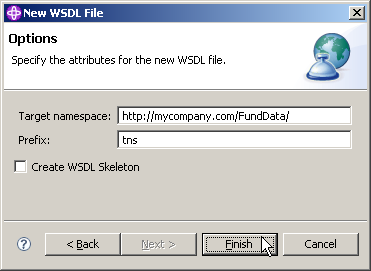 New WSDL File
Options
Specify the attributes for the new WSDL file.
Target namespace: http://mycompany.com/FundData/
Prefix: tns
Create WSDL Skeleton
? < Back Next > Finish Cancel